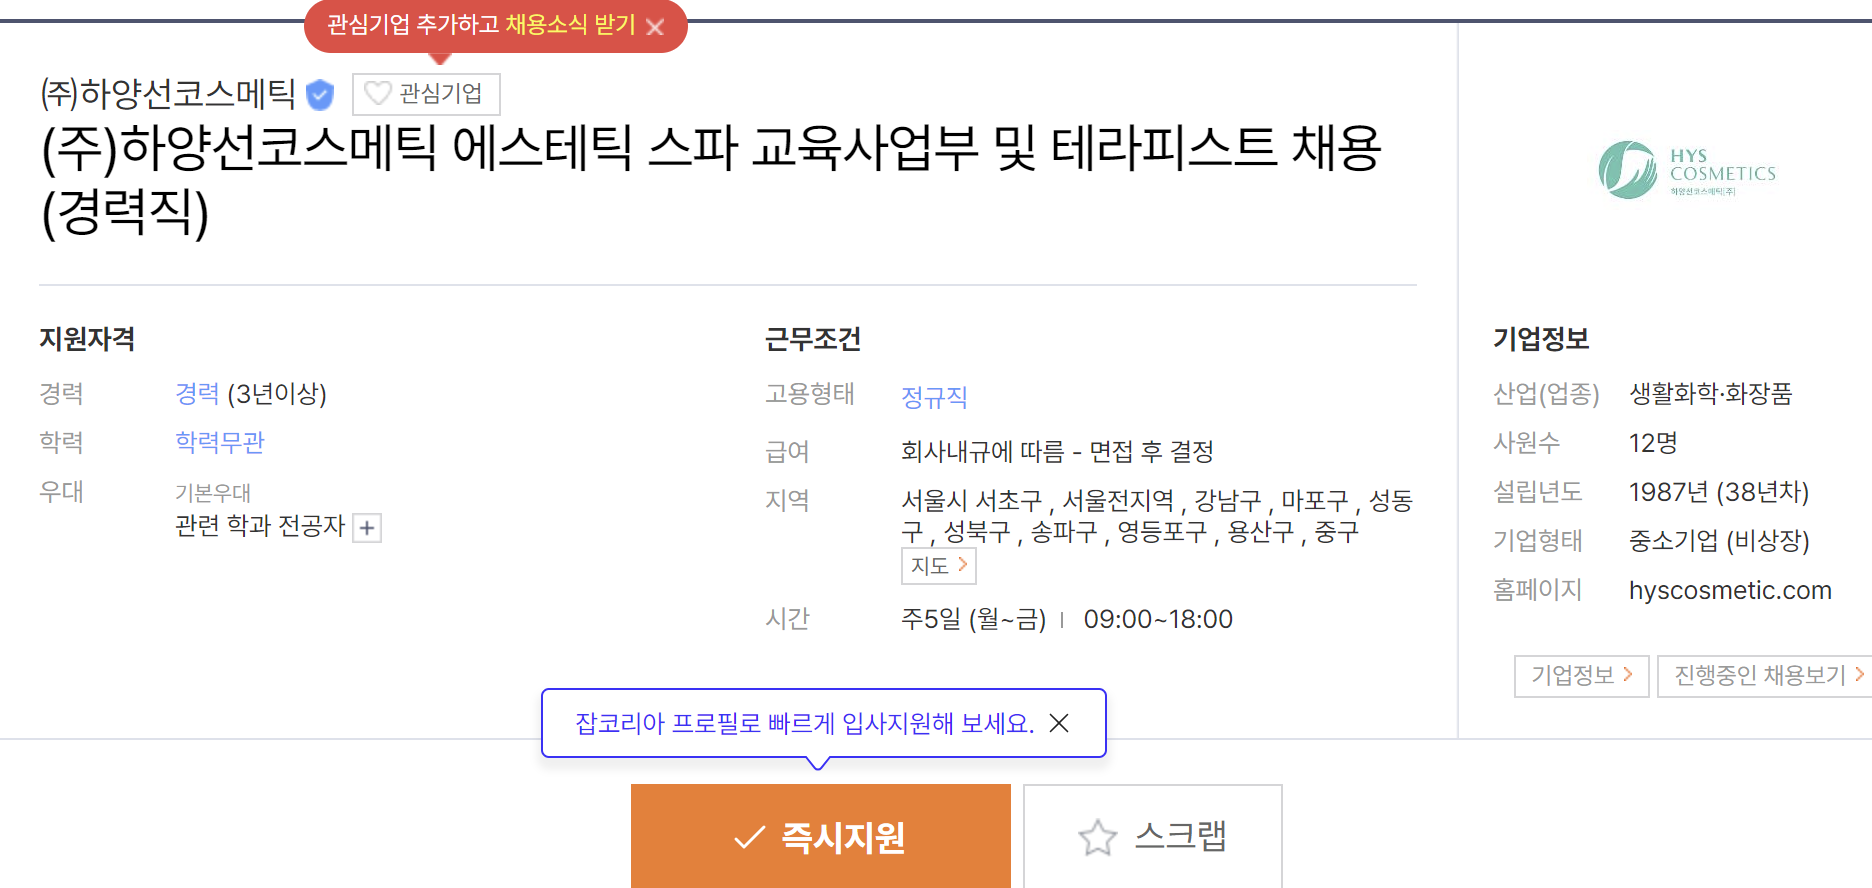 관심기업 추가하고 채용소식 받기
㈜하양선코스메틱
관심기업
(주)하양선코스메틱 에스테틱 스파 교육사업부 및 테라피스트 채용
(경력직)
지원자격
경력 경력 (3년이상)
학력 학력무관
우대 기본우대
관련 학과 전공자 +
근무조건
고용형태 정규직
급여 회사내규에 따름 - 면접 후 결정
지역 서울시 서초구 , 서울전지역 , 강남구 , 마포구 , 성동
구 , 성북구 , 송파구 , 영등포구 , 용산구 , 중구
지도
시간 주5일 (월~금) 09:00~18:00
HYS
COSMETICS
하양선코스메틱(주)
기업정보
산업(업종) 생활화학·화장품
사원수 12명
설립년도 1987년 (38년차)
기업형태 중소기업 (비상장)
홈페이지 hyscosmetic.com
기업정보 진행중인 채용보기
잡코리아 프로필로 빠르게 입사지원해 보세요.
즉시지원 스크랩